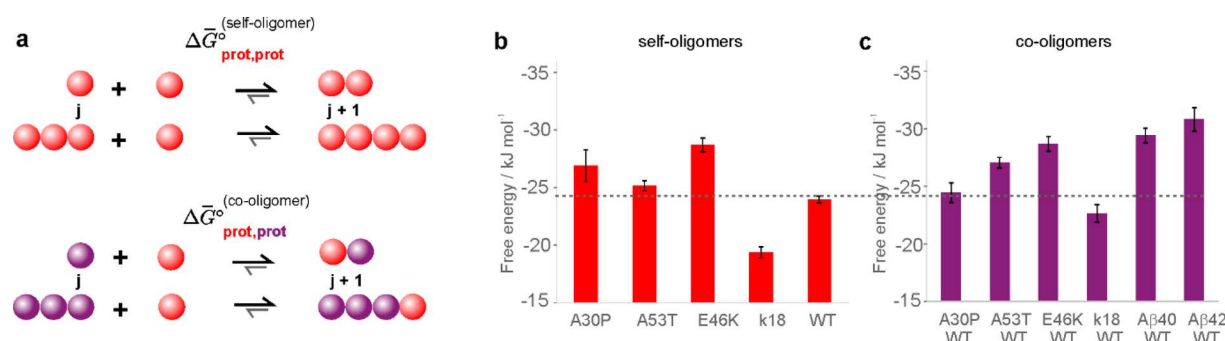 a
ΔG̅° (self-oligomer)
prot,prot
+
j
j + 1
+
ΔG̅° (co-oligomer)
prot,prot
+
j
j + 1
+
b
self-oligomers
Free energy / kJ mol⁻¹
-35
-30
-25
-20
-15
A30P A53T E46K k18 WT
c
co-oligomers
Free energy / kJ mol⁻¹
-35
-30
-25
-20
-15
A30P A53T E46K k18 Aβ40 Aβ42
WT WT WT WT WT WT